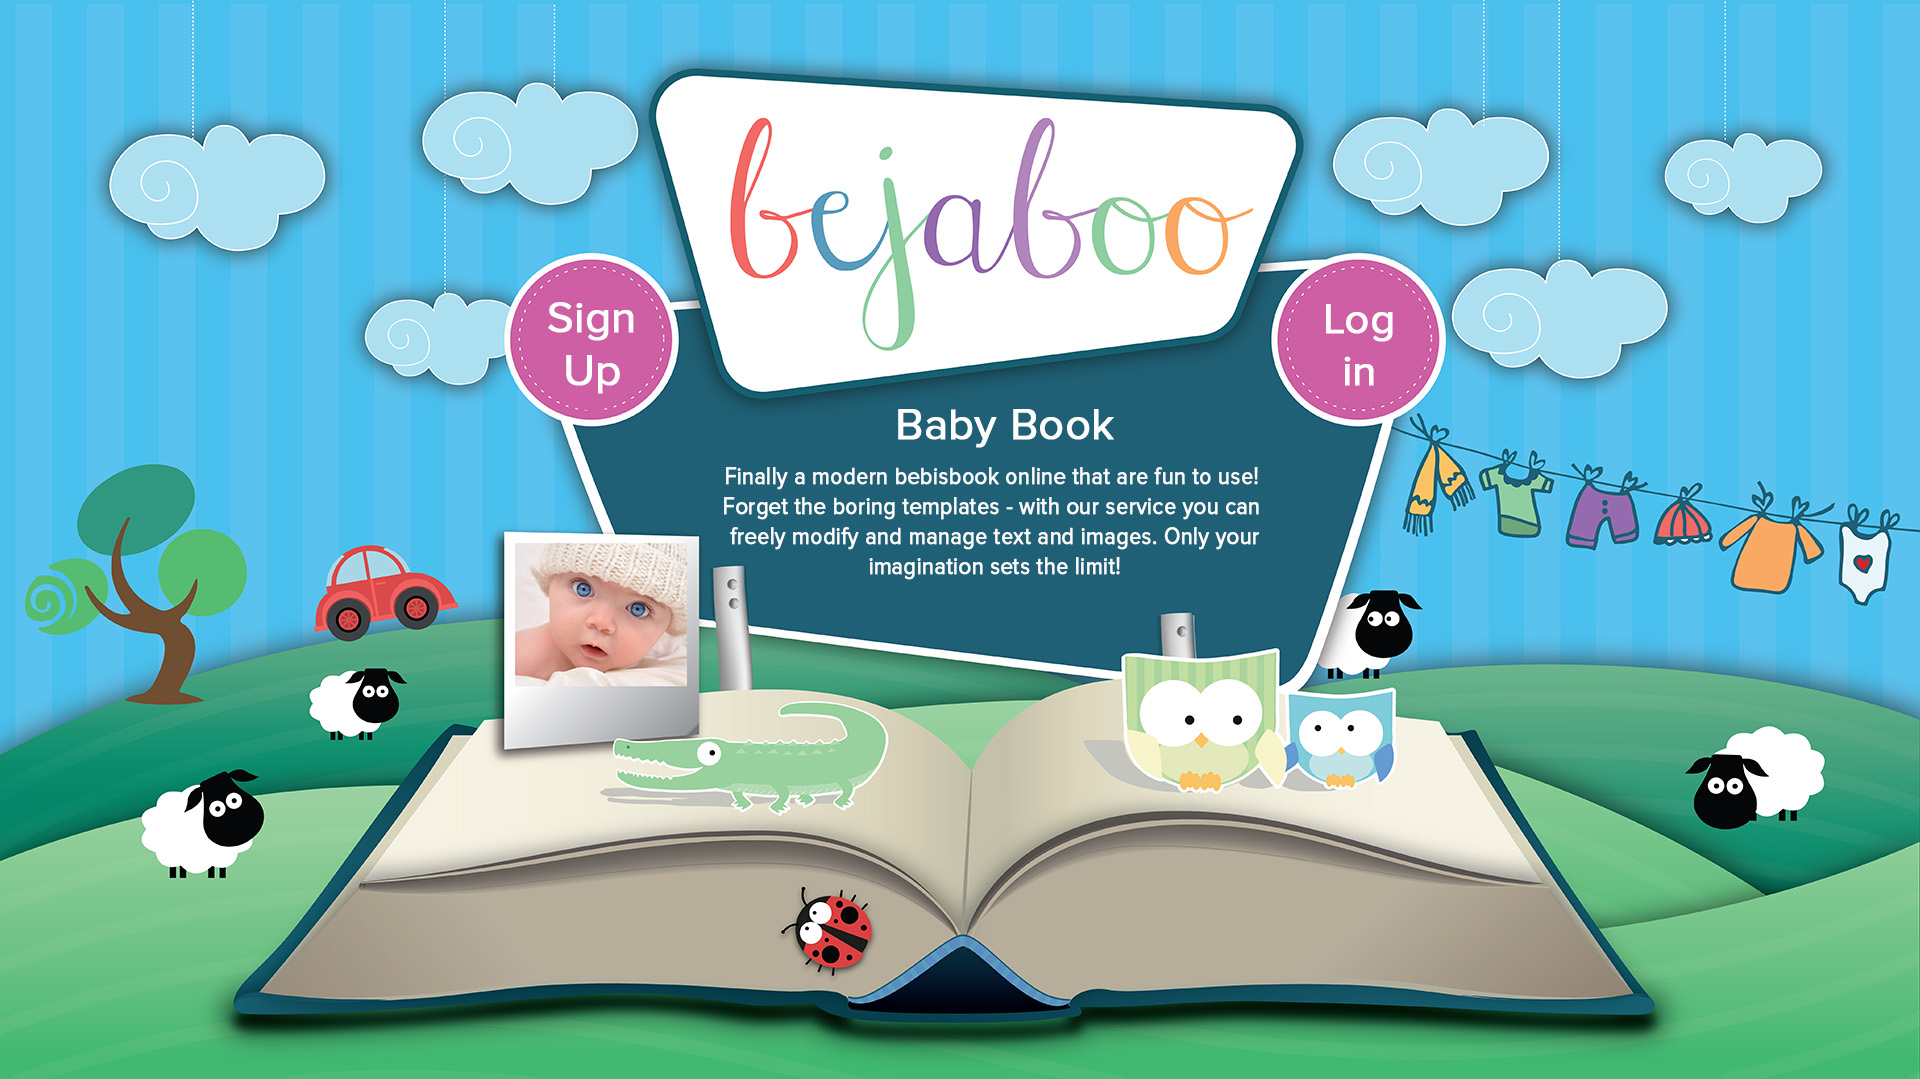 bejaboo
Sign
Up
Log
in
Baby Book
Finally a modern bebisbook online that are fun to use!
Forget the boring templates - with our service you can
freely modify and manage text and images. Only your
imagination sets the limit!